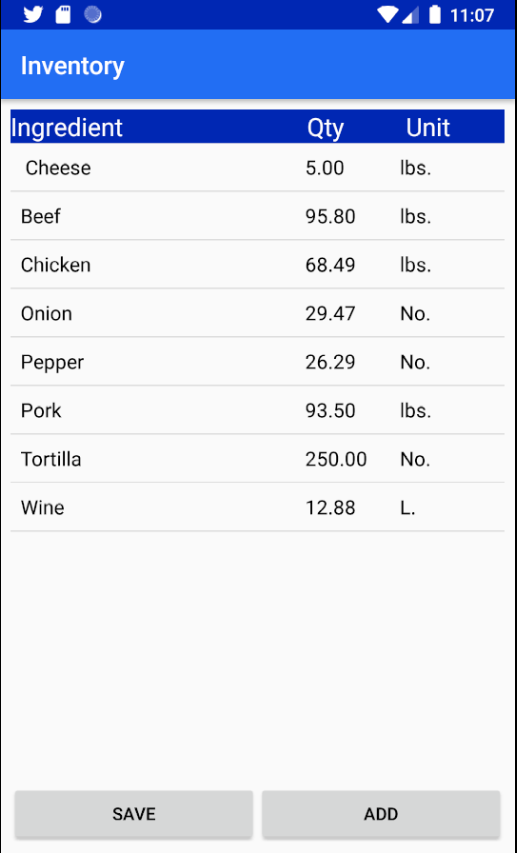 11:07
Inventory
Ingredient Qty Unit
Cheese 5.00 lbs.
Beef 95.80 lbs.
Chicken 68.49 lbs.
Onion 29.47 No.
Pepper 26.29 No.
Pork 93.50 lbs.
Tortilla 250.00 No.
Wine 12.88 L.
SAVE ADD